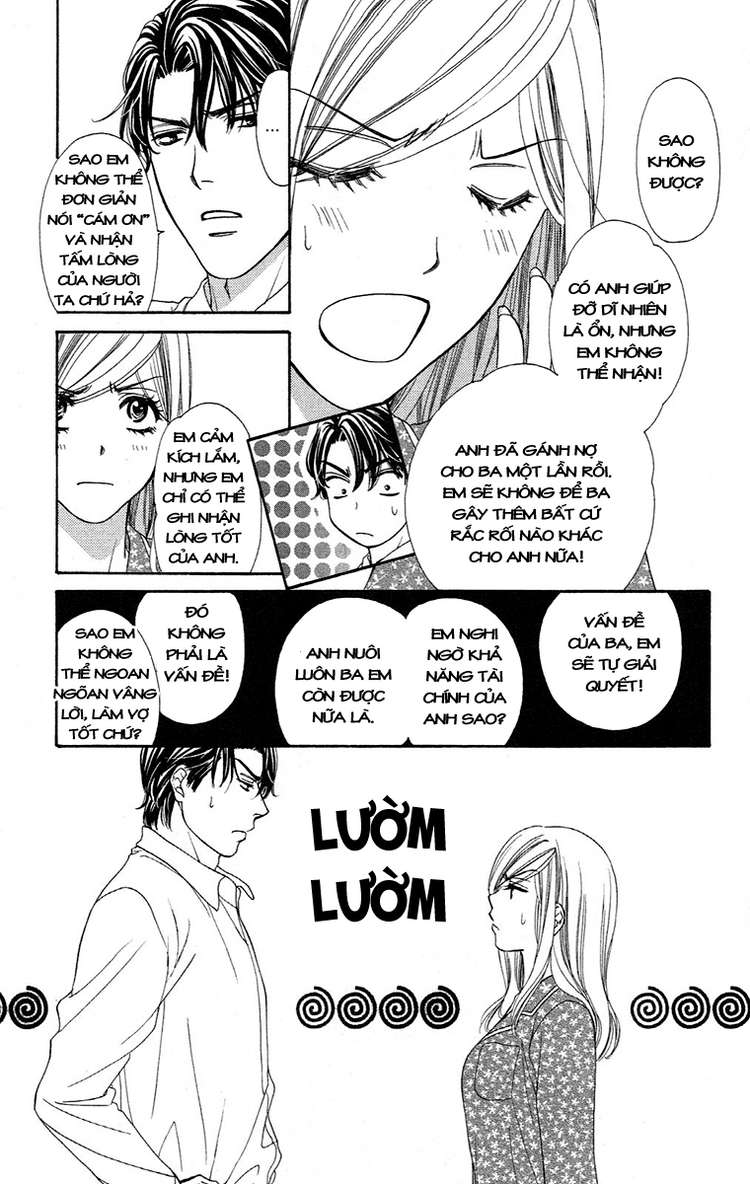 SAO
KHÔNG
ĐƯỢC?
CÓ ANH GIÚP
ĐỠ DĨ NHIÊN
LÀ ỔN, NHƯNG
EM KHÔNG
THỂ NHẬN!
...
SAO EM
KHÔNG THỂ
ĐƠN GIẢN
NÓI "CÁM ƠN"
VÀ NHẬN
TẤM LÒNG
CỦA NGƯỜI
TA CHỨ HẢ?
ANH ĐÃ GÁNH NỢ
CHO BA MỘT LẦN RỒI.
EM SẼ KHÔNG ĐỂ BA
GÂY THÊM BẤT CỨ
RẮC RỐI NÀO KHÁC
CHO ANH NỮA!
EM CẢM
KÍCH LẮM,
NHƯNG EM
CHỈ CÓ THỂ
GHI NHẬN
LÒNG TỐT
CỦA ANH.
VẤN ĐỀ
CỦA BA, EM
SẼ TỰ GIẢI
QUYẾT!
EM NGHI
NGỜ KHẢ
NĂNG TÀI
CHÍNH CỦA
ANH SAO?
ANH NUÔI
LUÔN BA EM
CÒN ĐƯỢC
NỮA LÀ.
ĐÓ
KHÔNG
PHẢI LÀ
VẤN ĐỀ!
SAO EM
KHÔNG
THỂ NGOAN
NGÕAN VÂNG
LỜI, LÀM VỢ
TỐT CHỨ?
LƯỜM
LƯỜM